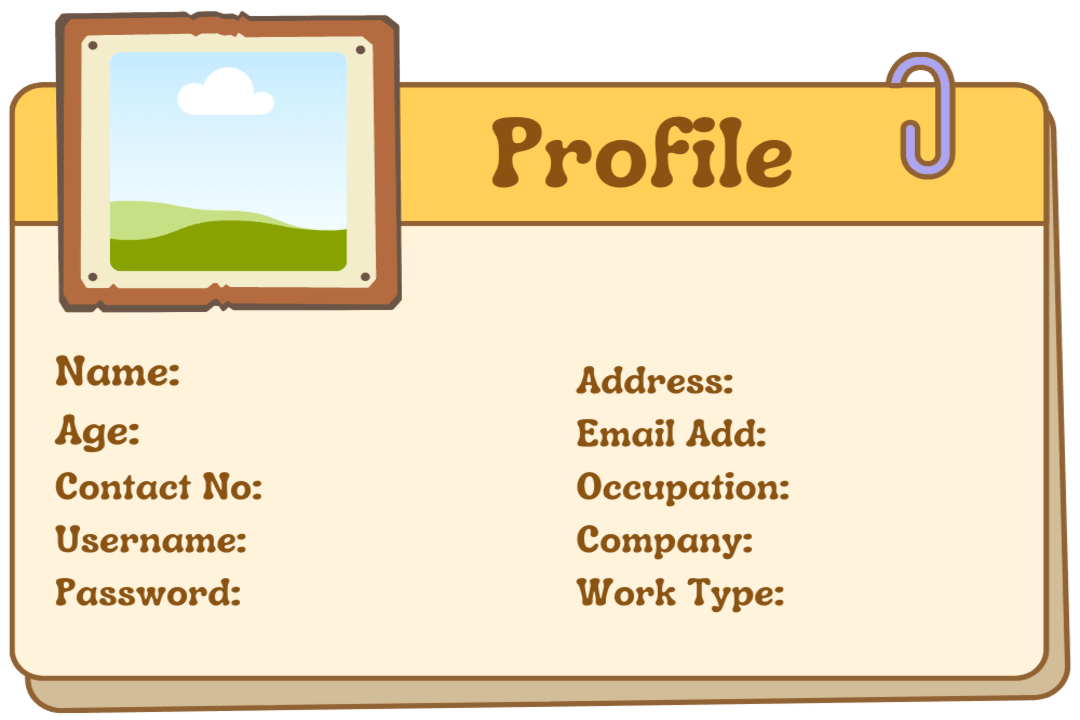 Profile
Name:
Age:
Contact No:
Username:
Password:
Address:
Email Add:
Occupation:
Company:
Work Type: